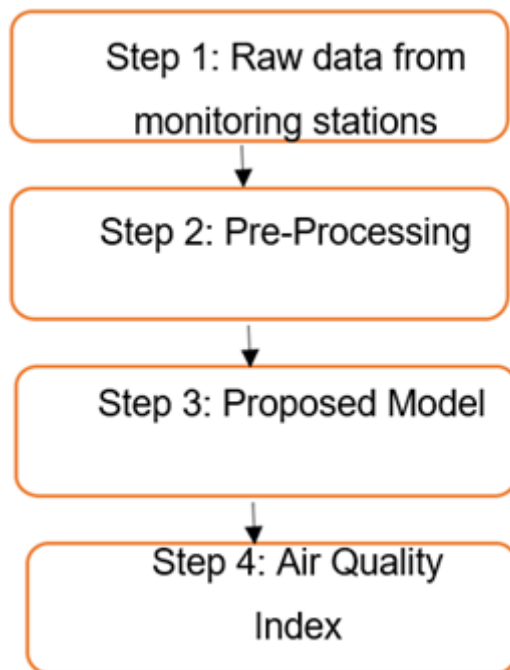 Step 1: Raw data from
monitoring stations
Step 2: Pre-Processing
Step 3: Proposed Model
Step 4: Air Quality
Index